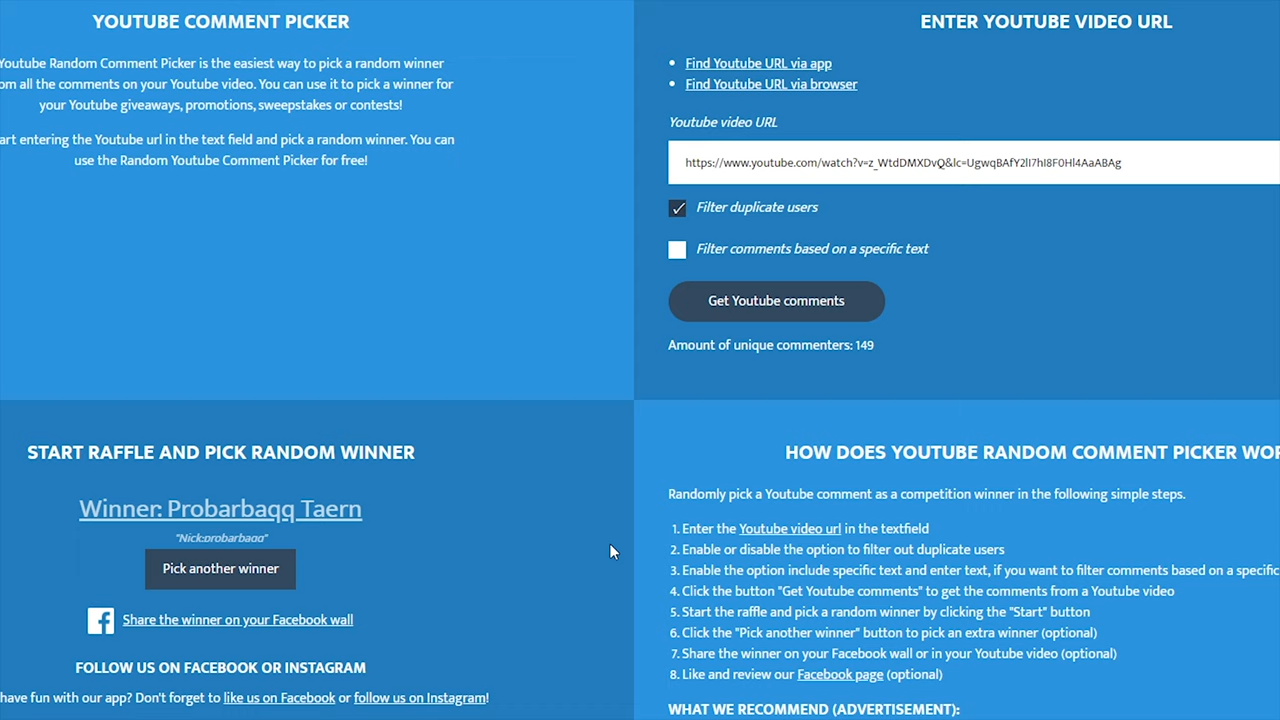 YOUTUBE COMMENT PICKER
Youtube Random Comment Picker is the easiest way to pick a random winner
om all the comments on your Youtube video. You can use it to pick a winner for
your Youtube giveaways, promotions, sweepstakes or contests!
art entering the Youtube url in the text field and pick a random winner. You can
use the Random Youtube Comment Picker for free!
ENTER YOUTUBE VIDEO URL
Find Youtube URL via app
Find Youtube URL via browser
Youtube video URL
https://www.youtube.com/watch?v=z_WtdDMXDvQ&lc=UgwqBAfY2lI7hI8F0Hl4AaABAg
Filter duplicate users
Filter comments based on a specific text
Get Youtube comments
Amount of unique commenters: 149
START RAFFLE AND PICK RANDOM WINNER
Winner: Probarbaqq Taern
"Nick:probarbaqq"
Pick another winner
Share the winner on your Facebook wall
FOLLOW US ON FACEBOOK OR INSTAGRAM
have fun with our app? Don't forget to like us on Facebook or follow us on Instagram!
HOW DOES YOUTUBE RANDOM COMMENT PICKER WOR
Randomly pick a Youtube comment as a competition winner in the following simple steps.
1. Enter the Youtube video url in the textfield
2. Enable or disable the option to filter out duplicate users
3. Enable the option include specific text and enter text, if you want to filter comments based on a specific
4. Click the button "Get Youtube comments" to get the comments from a Youtube video
5. Start the raffle and pick a random winner by clicking the "Start" button
6. Click the "Pick another winner" button to pick an extra winner (optional)
7. Share the winner on your Facebook wall or in your Youtube video (optional)
8. Like and review our Facebook page (optional)
WHAT WE RECOMMEND (ADVERTISEMENT):